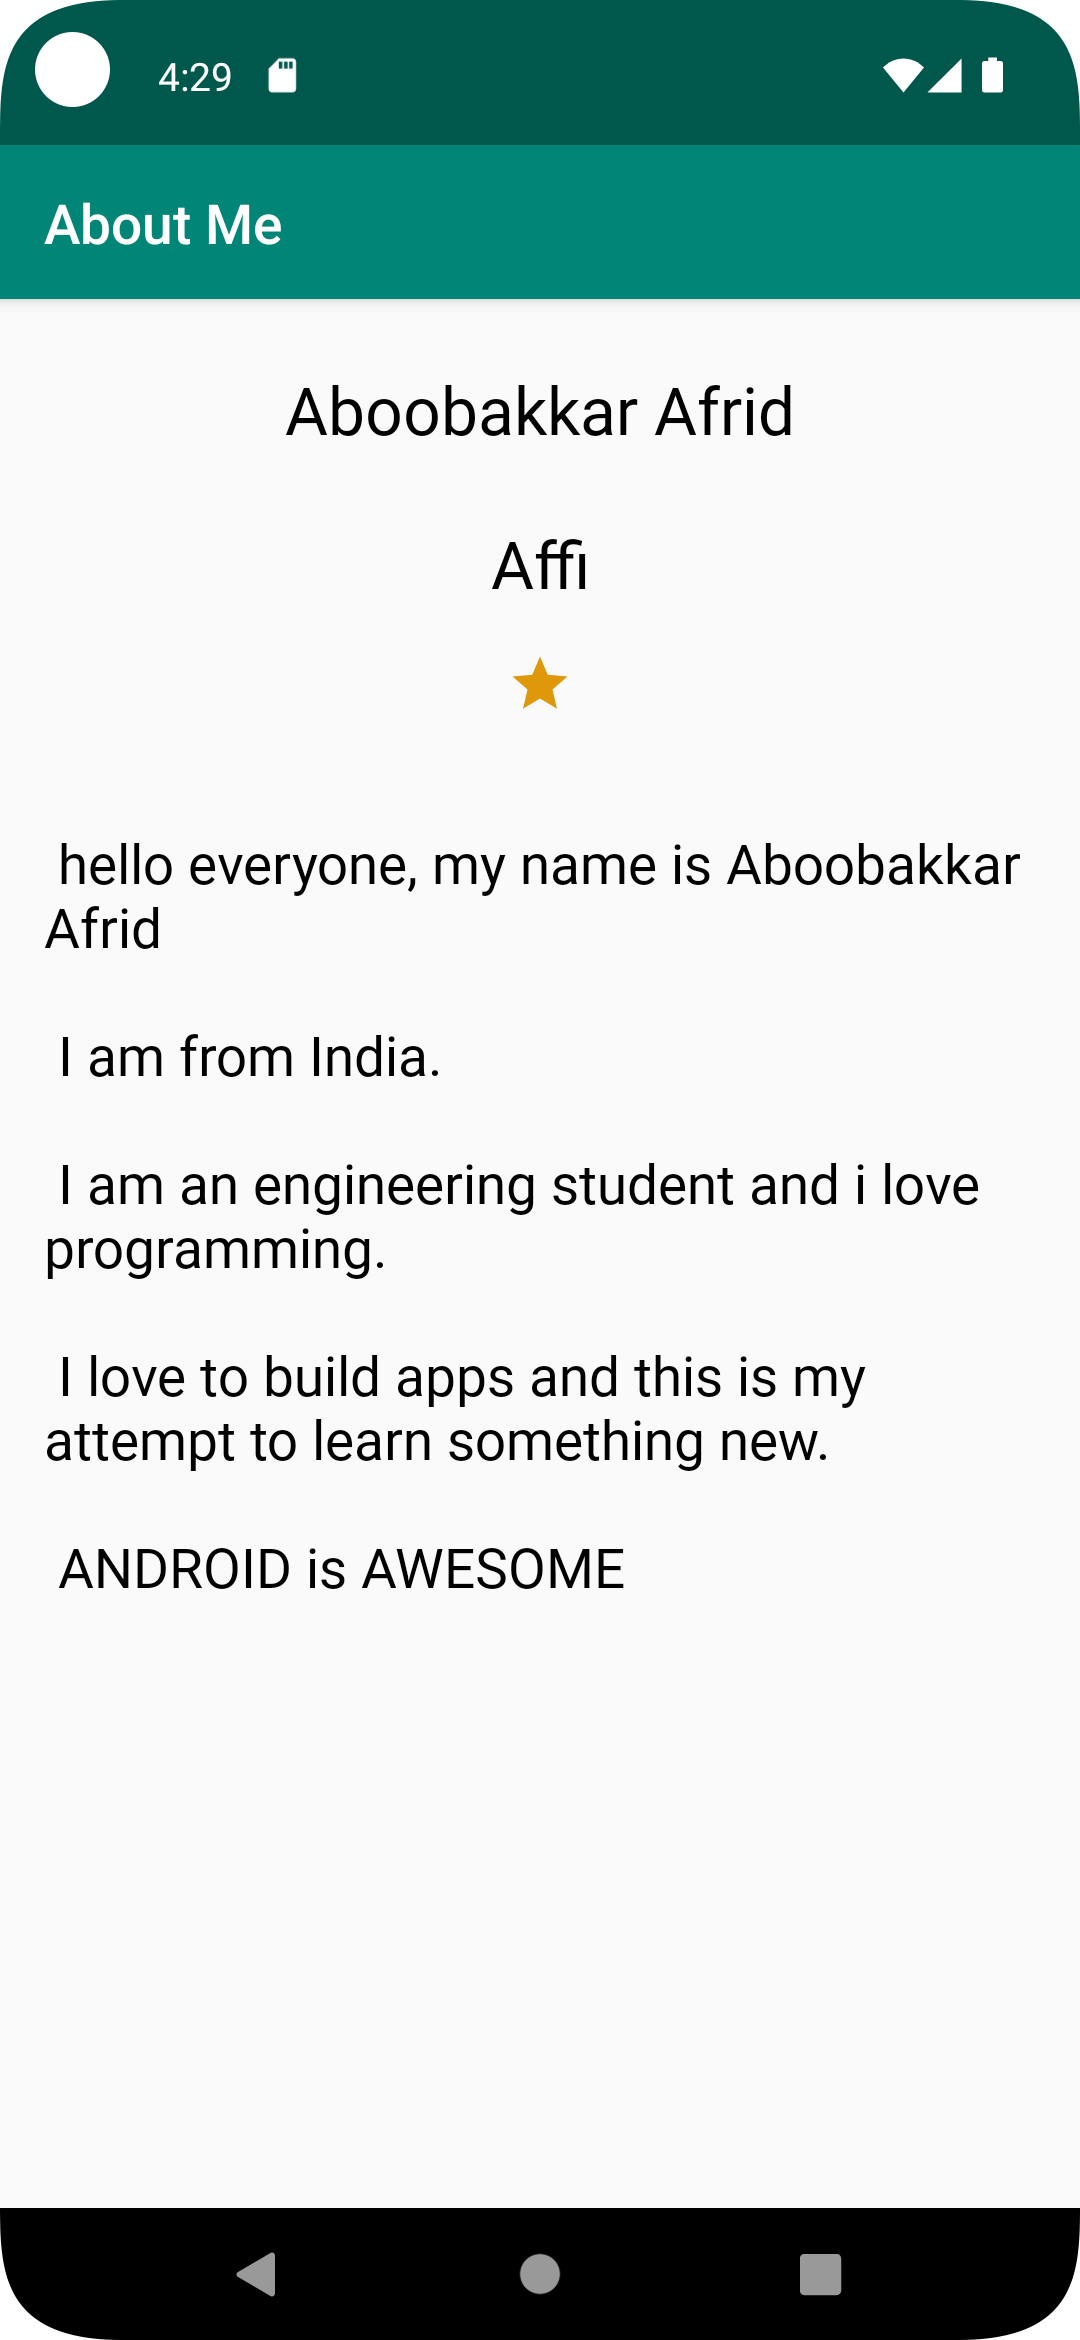 4:29
About Me
Aboobakkar Afrid
Affi
hello everyone, my name is Aboobakkar
Afrid
I am from India.
I am an engineering student and i love
programming.
I love to build apps and this is my
attempt to learn something new.
ANDROID is AWESOME